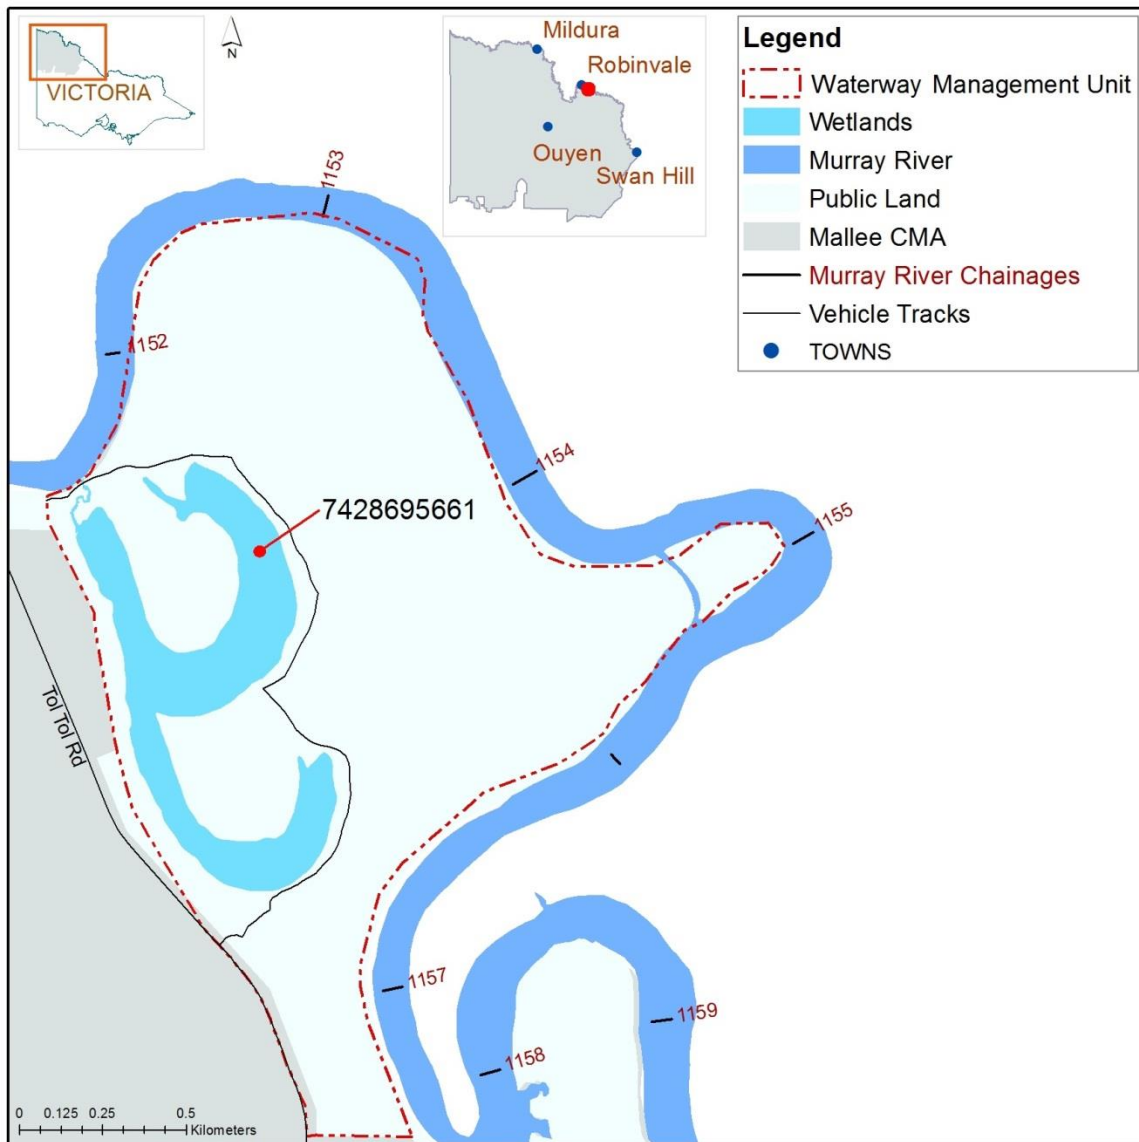 VICTORIA
N
Mildura
Robinvale
Ouyen
Swan Hill
Legend
Waterway Management Unit
Wetlands
Murray River
Public Land
Mallee CMA
Murray River Chainages
Vehicle Tracks
TOWNS
1153
1152
1154
7428695661
1155
Tol Tol Rd
1157
1159
1158
0 0.125 0.25 0.5
Kilometers